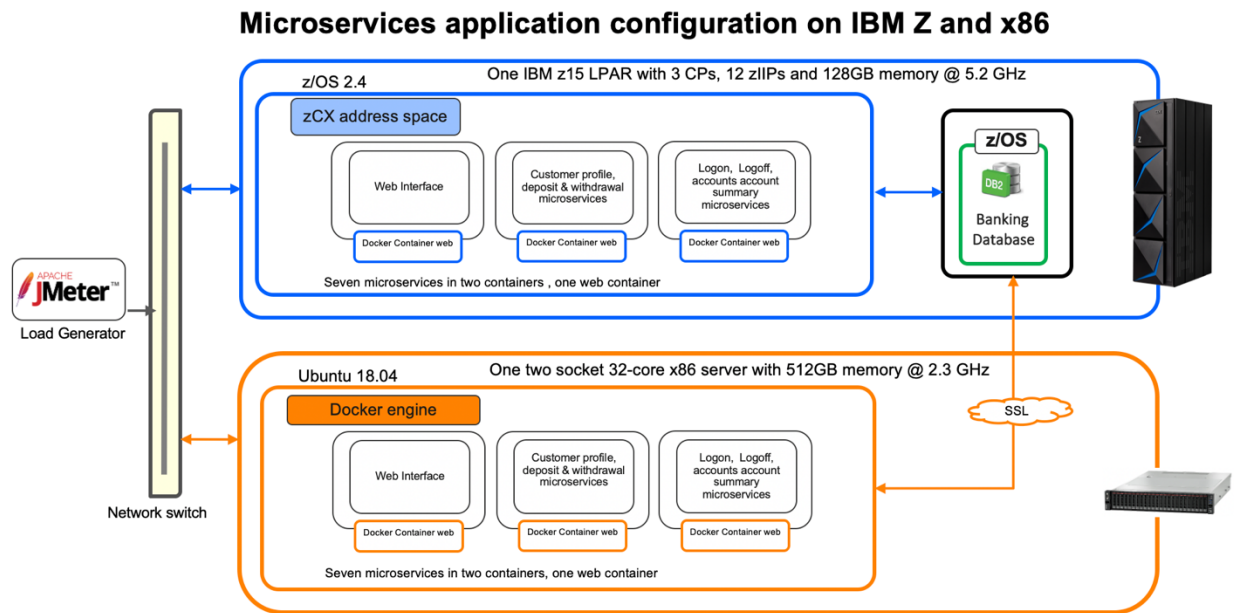 Microservices application configuration on IBM Z and x86
One IBM z15 LPAR with 3 CPs, 12 zIIPs and 128GB memory @ 5.2 GHz
z/OS 2.4
zCX address space
Web Interface
Docker Container web
Customer profile,
deposit & withdrawal
microservices
Docker Container web
Logon, Logoff,
accounts account
summary
microservices
Docker Container web
Seven microservices in two containers , one web container
z/OS
DB2
Banking
Database
Z
APACHE
JMeter™
Load Generator
Network switch
One two socket 32-core x86 server with 512GB memory @ 2.3 GHz
Ubuntu 18.04
Docker engine
Web Interface
Docker Container web
Customer profile,
deposit & withdrawal
microservices
Docker Container web
Logon, Logoff,
accounts account
summary
microservices
Docker Container web
Seven microservices in two containers, one web container
SSL